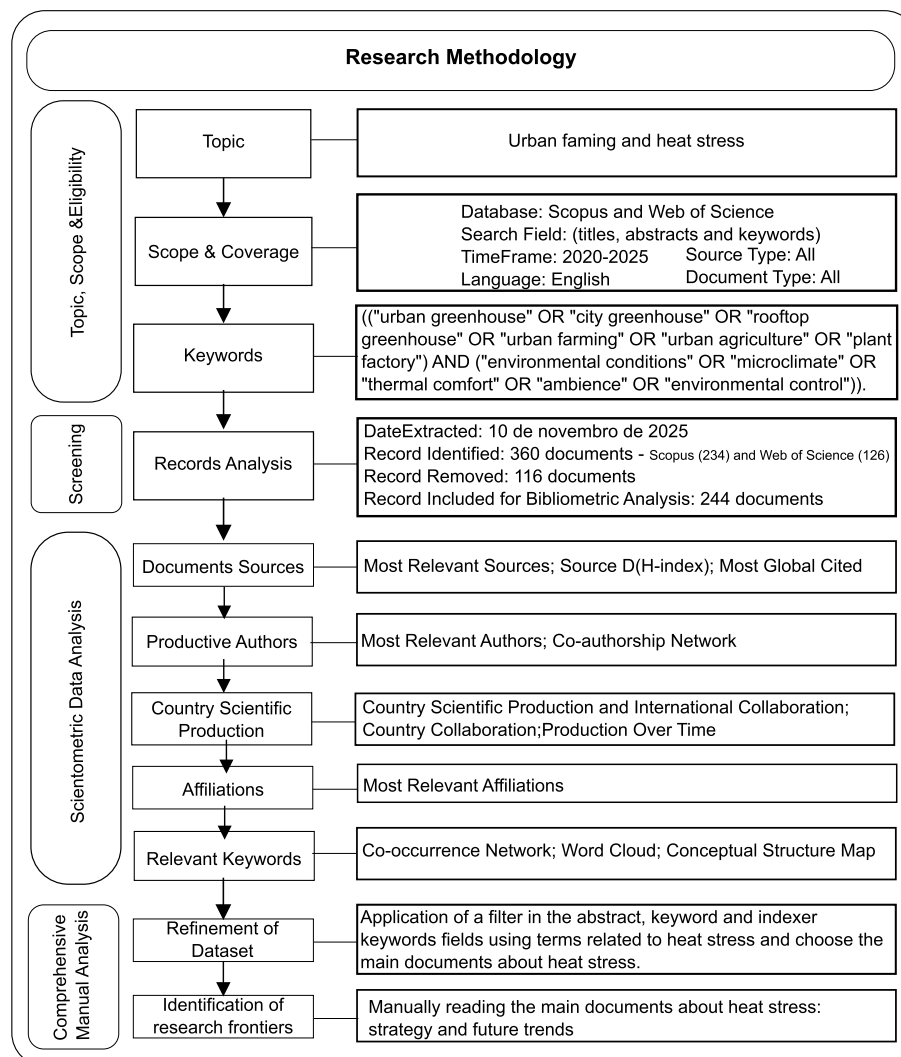 Research Methodology
Topic, Scope &Eligibility
Topic
Urban faming and heat stress
Scope & Coverage
Database: Scopus and Web of Science
Search Field: (titles, abstracts and keywords)
TimeFrame: 2020-2025 Source Type: All
Language: English Document Type: All
Keywords
(("urban greenhouse" OR "city greenhouse" OR "rooftop
greenhouse" OR "urban farming" OR "urban agriculture" OR "plant
factory") AND ("environmental conditions" OR "microclimate" OR
"thermal comfort" OR "ambience" OR "environmental control")).
Screening
Records Analysis
DateExtracted: 10 de novembro de 2025
Record Identified: 360 documents - Scopus (234) and Web of Science (126)
Record Removed: 116 documents
Record Included for Bibliometric Analysis: 244 documents
Scientometric Data Analysis
Documents Sources
Most Relevant Sources; Source D(H-index); Most Global Cited
Productive Authors
Most Relevant Authors; Co-authorship Network
Country Scientific
Production
Country Scientific Production and International Collaboration;
Country Collaboration;Production Over Time
Affiliations
Most Relevant Affiliations
Relevant Keywords
Co-occurrence Network; Word Cloud; Conceptual Structure Map
Comprehensive
Manual Analysis
Refinement of
Dataset
Application of a filter in the abstract, keyword and indexer
keywords fields using terms related to heat stress and choose the
main documents about heat stress.
Identification of
research frontiers
Manually reading the main documents about heat stress:
strategy and future trends